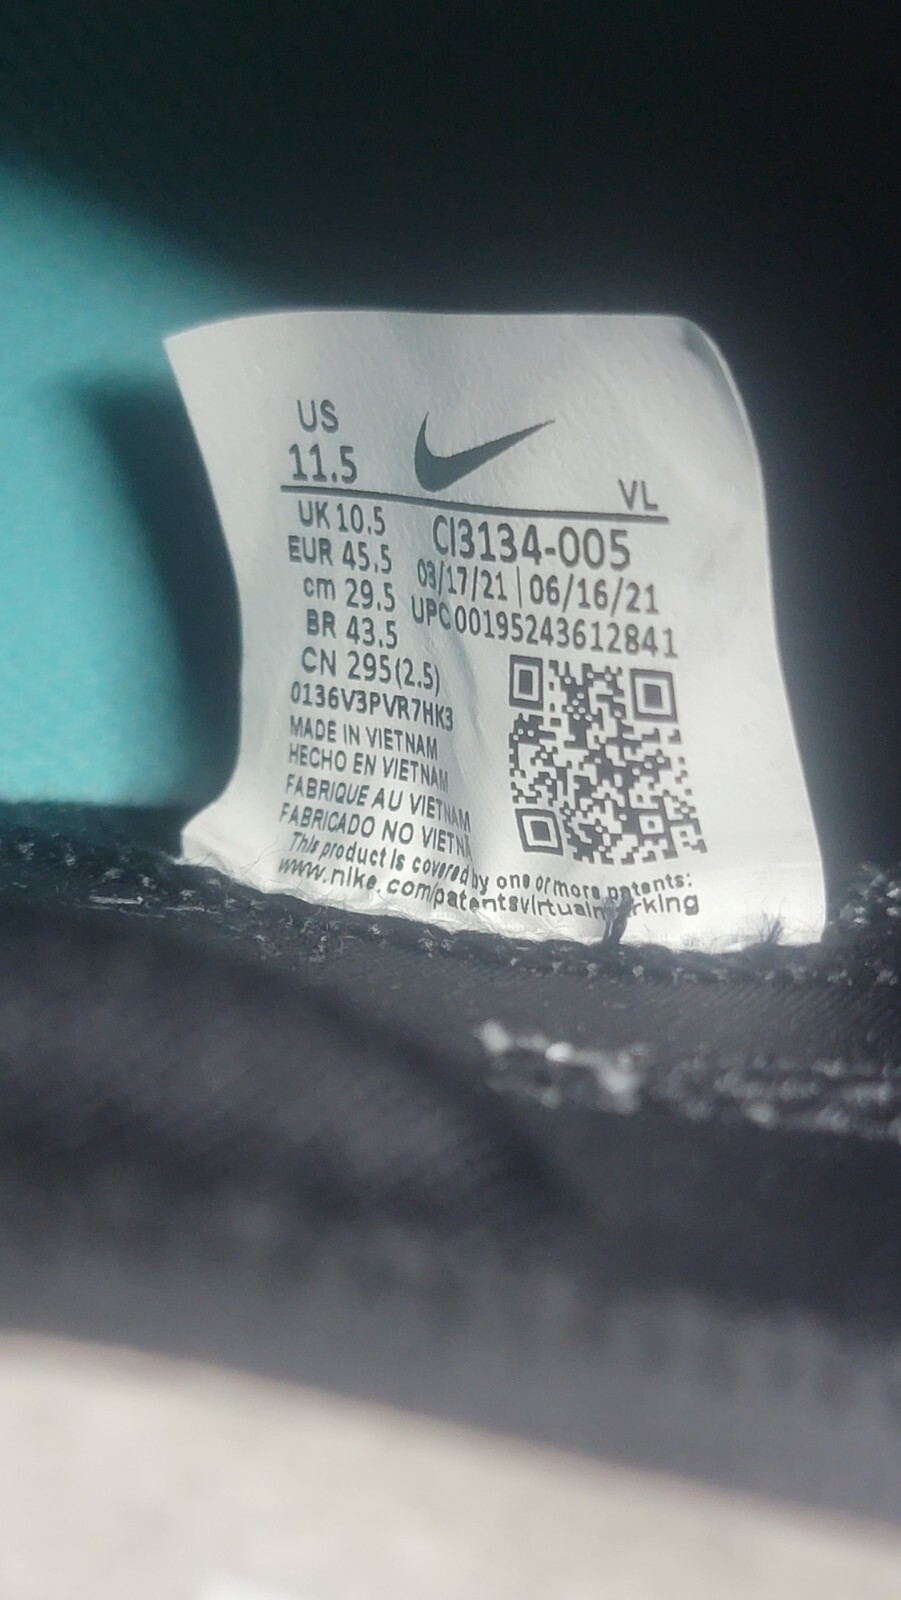 US
11.5
VL
UK 10.5
EUR 45.5
cm 29.5
BR 43.5
CN 295(2.5)
0136V3PVR7HK3
MADE IN VIETNAM
HECHO EN VIETNAM
FABRIQUE AU VIETNAM
FABRICADO NO VIETNA
CI3134-005
03/17/21 | 06/16/21
UPC 00195243612841
This product is covered by one or more patents:
www.nike.com/patentsvirtualm rking